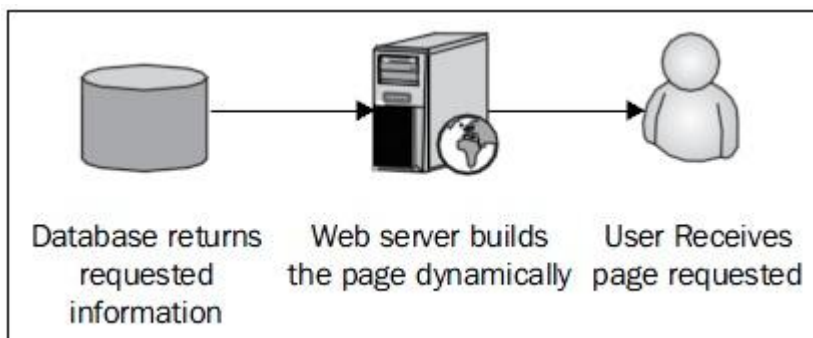 Database returns
requested
information
Web server builds
the page dynamically
User Receives
page requested